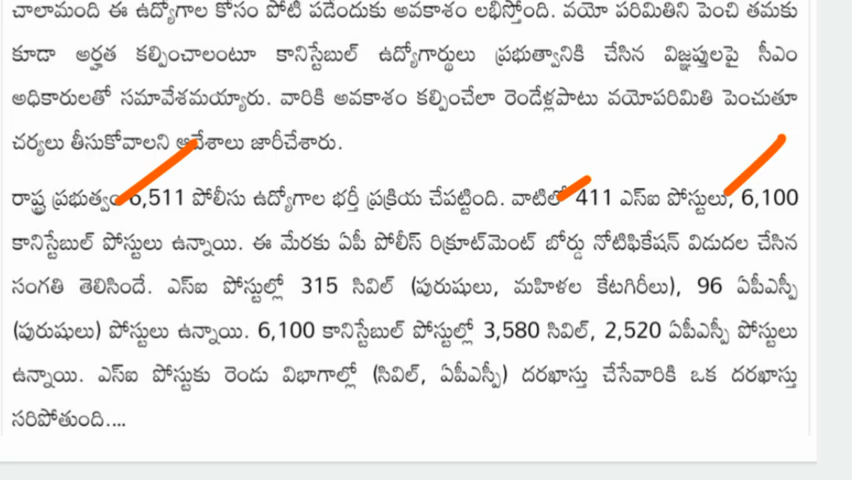 చాలామంది ఈ ఉద్యోగాల కోసం పోటీ పడేందుకు అవకాశం లభిస్తోంది. వయో పరిమితిని పెంచి తమకు
కూడా అర్హత కల్పించాలంటూ కానిస్టేబుల్ ఉద్యోగార్థులు ప్రభుత్వానికి చేసిన విజ్ఞప్తులపై సీఎం
అధికారులతో సమావేశమయ్యారు. వారికి అవకాశం కల్పించేలా రెండేళ్లపాటు వయోపరిమితి పెంచుతూ
చర్యలు తీసుకోవాలని ఆదేశాలు జారీచేశారు.
రాష్ట్ర ప్రభుత్వం 6,511 పోలీసు ఉద్యోగాల భర్తీ ప్రక్రియ చేపట్టింది. వాటిలో 411 ఎస్ఐ పోస్టులు, 6,100
కానిస్టేబుల్ పోస్టులు ఉన్నాయి. ఈ మేరకు ఏపీ పోలీస్ రిక్రూట్‌మెంట్ బోర్డు నోటిఫికేషన్ విడుదల చేసిన
సంగతి తెలిసిందే. ఎస్ఐ పోస్టుల్లో 315 సివిల్ (పురుషులు, మహిళల కేటగిరీలు), 96 ఏపీఎస్పీ
(పురుషులు) పోస్టులు ఉన్నాయి. 6,100 కానిస్టేబుల్ పోస్టుల్లో 3,580 సివిల్, 2,520 ఏపీఎస్పీ పోస్టులు
ఉన్నాయి. ఎస్ఐ పోస్టుకు రెండు విభాగాల్లో (సివిల్, ఏపీఎస్పీ) దరఖాస్తు చేసేవారికి ఒక దరఖాస్తు
సరిపోతుంది....